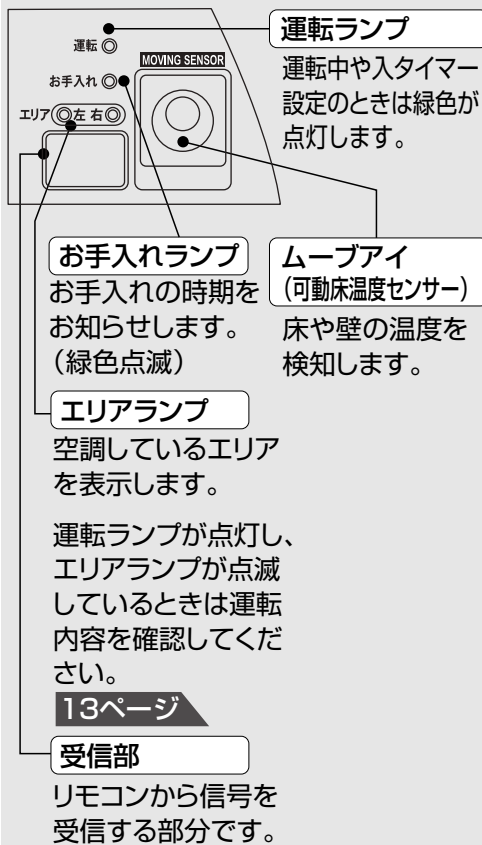 運転
MOVING SENSOR
お手入れ
エリア 左 右
運転ランプ
運転中や入タイマー
設定のときは緑色が
点灯します。
お手入れランプ
お手入れの時期を
お知らせします。
（緑色点滅）
ムーブアイ
（可動床温度センサー）
床や壁の温度を
検知します。
エリアランプ
空調しているエリア
を表示します。
運転ランプが点灯し、
エリアランプが点滅
しているときは運転
内容を確認してくだ
さい。
13ページ
受信部
リモコンから信号を
受信する部分です。